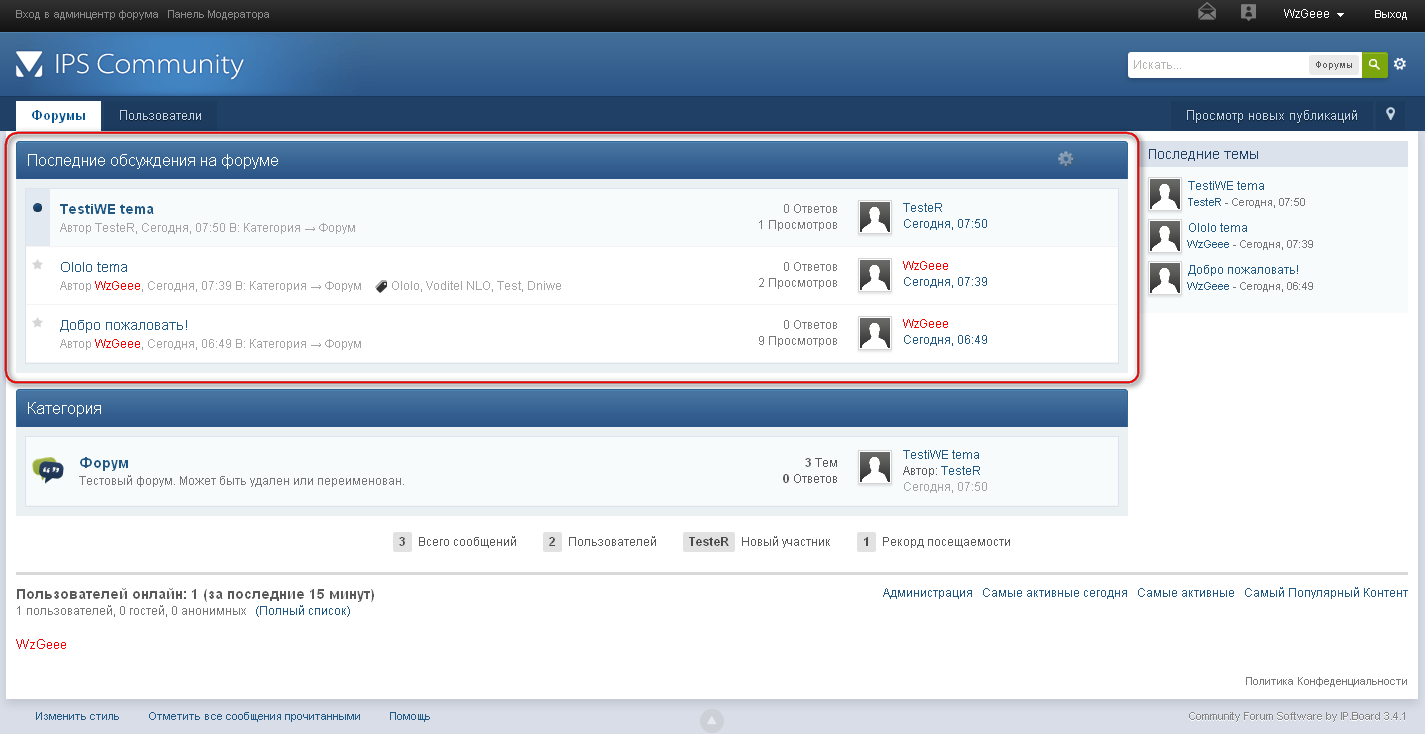 Вход в админцентр форума Панель Модератора
WzGeee Выход
IPS Community
Искать... Форумы
Форумы Пользователи Просмотр новых публикаций
Последние обсуждения на форуме
TestiWE tema
Автор TesteR, Сегодня, 07:50 В: Категория → Форум
0 Ответов
1 Просмотров
TesteR
Сегодня, 07:50
Ololo tema
Автор WzGeee, Сегодня, 07:39 В: Категория → Форум Ololo, Voditel NLO, Test, Dniwe
0 Ответов
2 Просмотров
WzGeee
Сегодня, 07:39
Добро пожаловать!
Автор WzGeee, Сегодня, 06:49 В: Категория → Форум
0 Ответов
9 Просмотров
WzGeee
Сегодня, 06:49
Последние темы
TestiWE tema
TesteR - Сегодня, 07:50
Ololo tema
WzGeee - Сегодня, 07:39
Добро пожаловать!
WzGeee - Сегодня, 06:49
Категория
Форум
Тестовый форум. Может быть удален или переименован.
3 Тем
0 Ответов
TestiWE tema
Автор: TesteR
Сегодня, 07:50
3 Всего сообщений 2 Пользователей TesteR Новый участник 1 Рекорд посещаемости
Пользователей онлайн: 1 (за последние 15 минут)
1 пользователей, 0 гостей, 0 анонимных (Полный список)
Администрация Самые активные сегодня Самые активные Самый Популярный Контент
WzGeee
Политика Конфеденциальности
Изменить стиль Отметить все сообщения прочитанными Помощь
Community Forum Software by IP.Board 3.4.1